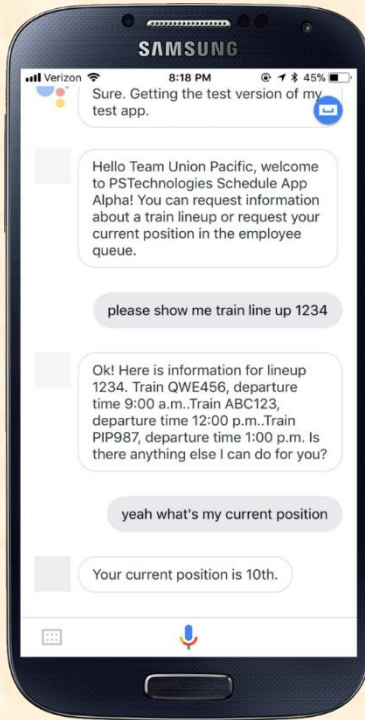 SAMSUNG
Verizon 8:18 PM 45%
Sure. Getting the test version of my
test app.
Hello Team Union Pacific, welcome
to PSTechnologies Schedule App
Alpha! You can request information
about a train lineup or request your
current position in the employee
queue.
please show me train line up 1234
Ok! Here is information for lineup
1234. Train QWE456, departure
time 9:00 a.m..Train ABC123,
departure time 12:00 p.m..Train
PIP987, departure time 1:00 p.m. Is
there anything else I can do for you?
yeah what's my current position
Your current position is 10th.